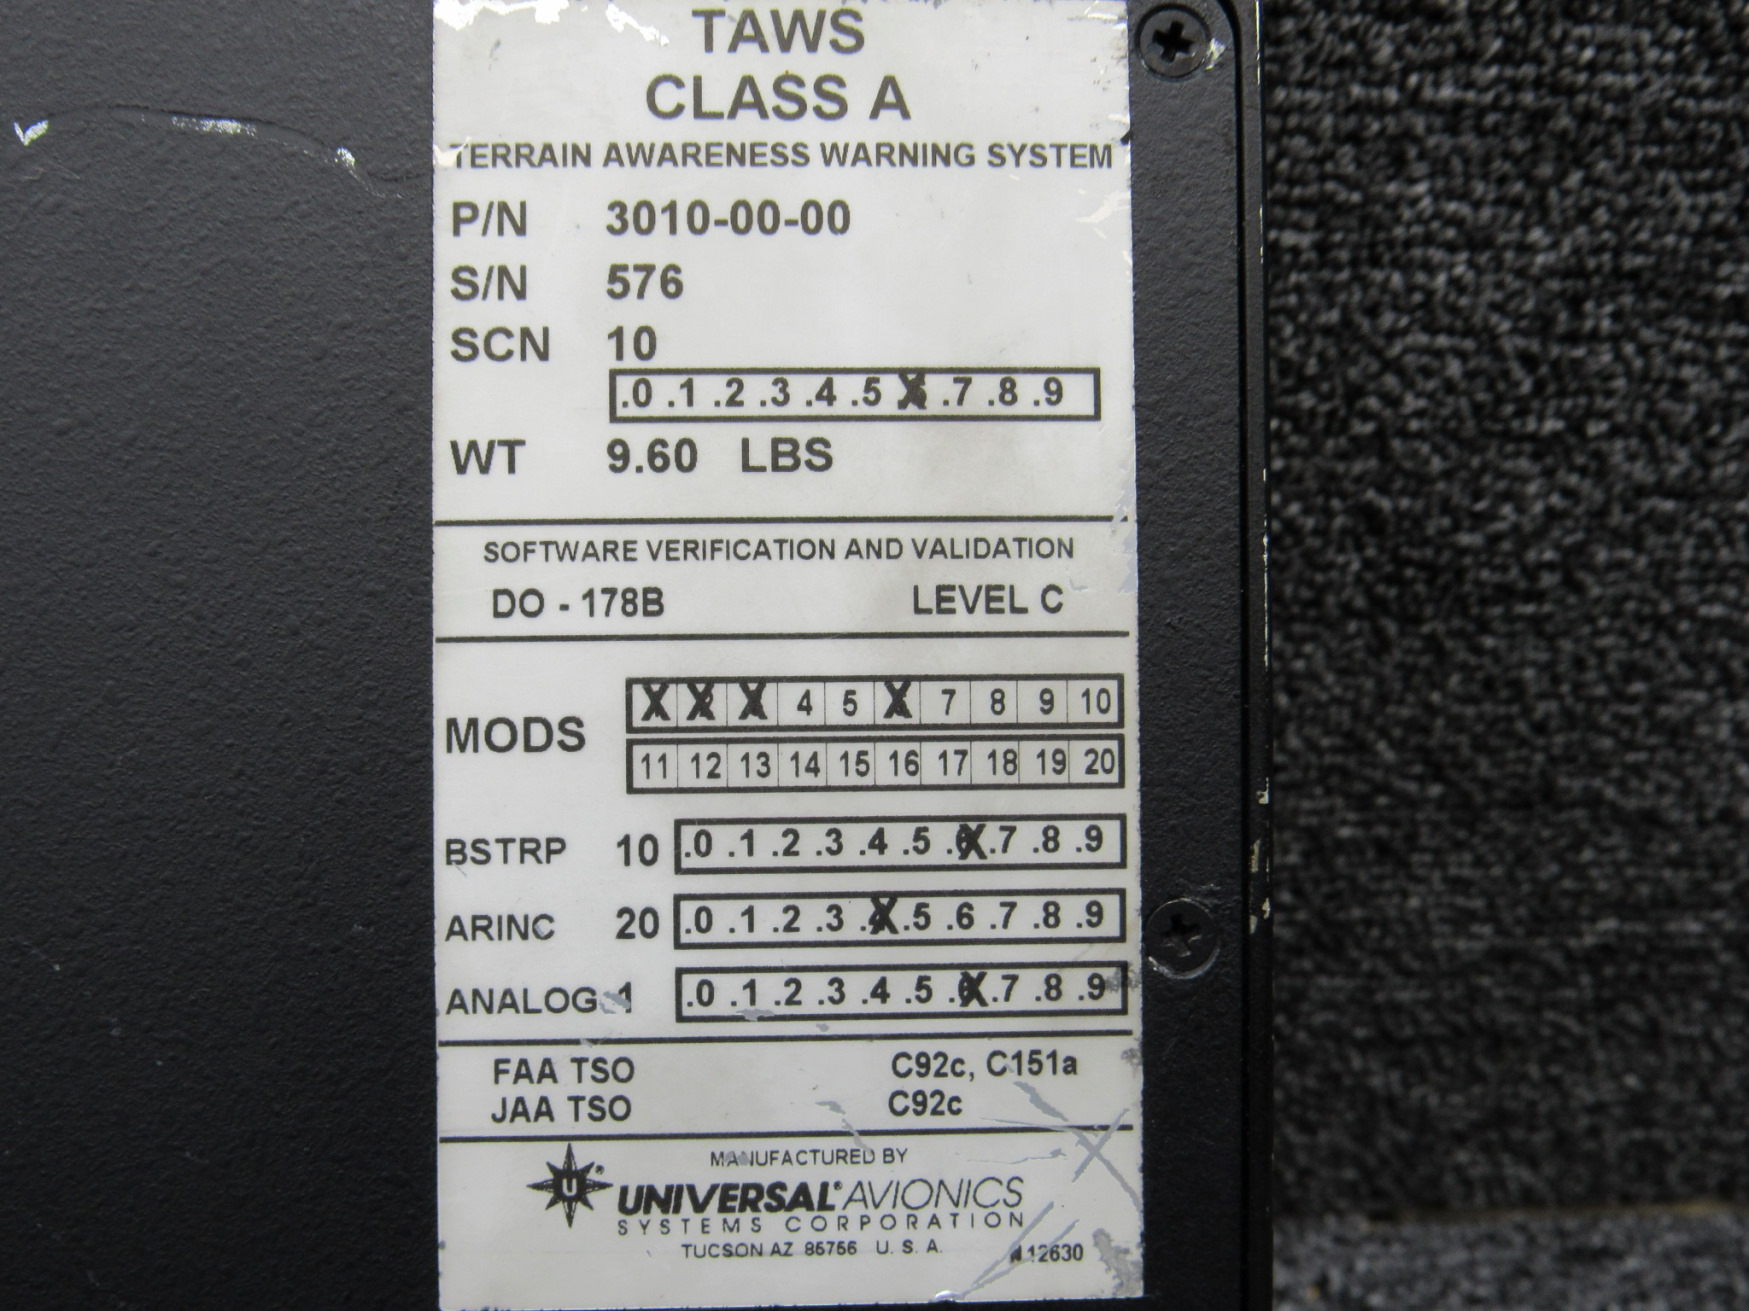 TAWS
CLASS A
TERRAIN AWARENESS WARNING SYSTEM
P/N 3010-00-00
S/N 576
SCN 10
.0 .1 .2 .3 .4 .5 X .7 .8 .9
WT 9.60 LBS
SOFTWARE VERIFICATION AND VALIDATION
DO - 178B LEVEL C
MODS
X X X 4 5 X 7 8 9 10
11 12 13 14 15 16 17 18 19 20
BSTRP 10 .0 .1 .2 .3 .4 .5 .6 .7 .8 .9
ARINC 20 .0 .1 .2 .3 .4 .5 .6 .7 .8 .9
ANALOG 1 .0 .1 .2 .3 .4 .5 .6 .7 .8 .9
FAA TSO C92c, C151a
JAA TSO C92c
MANUFACTURED BY
U® UNIVERSAL® AVIONICS
SYSTEMS CORPORATION
TUCSON AZ 85756 U. S. A. 12630